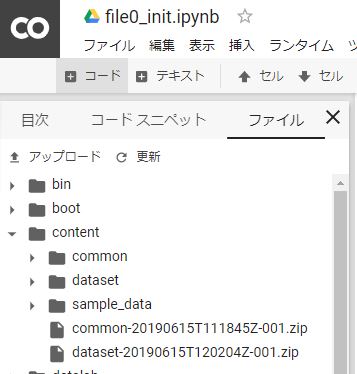 CO
file0_init.ipynb
ファイル 編集 表示 挿入 ランタイム ツ
コード テキスト セル セル
目次 コード スニペット ファイル
アップロード 更新
bin
boot
content
common
dataset
sample_data
common-20190615T111845Z-001.zip
dataset-20190615T120204Z-001.zip
datalab